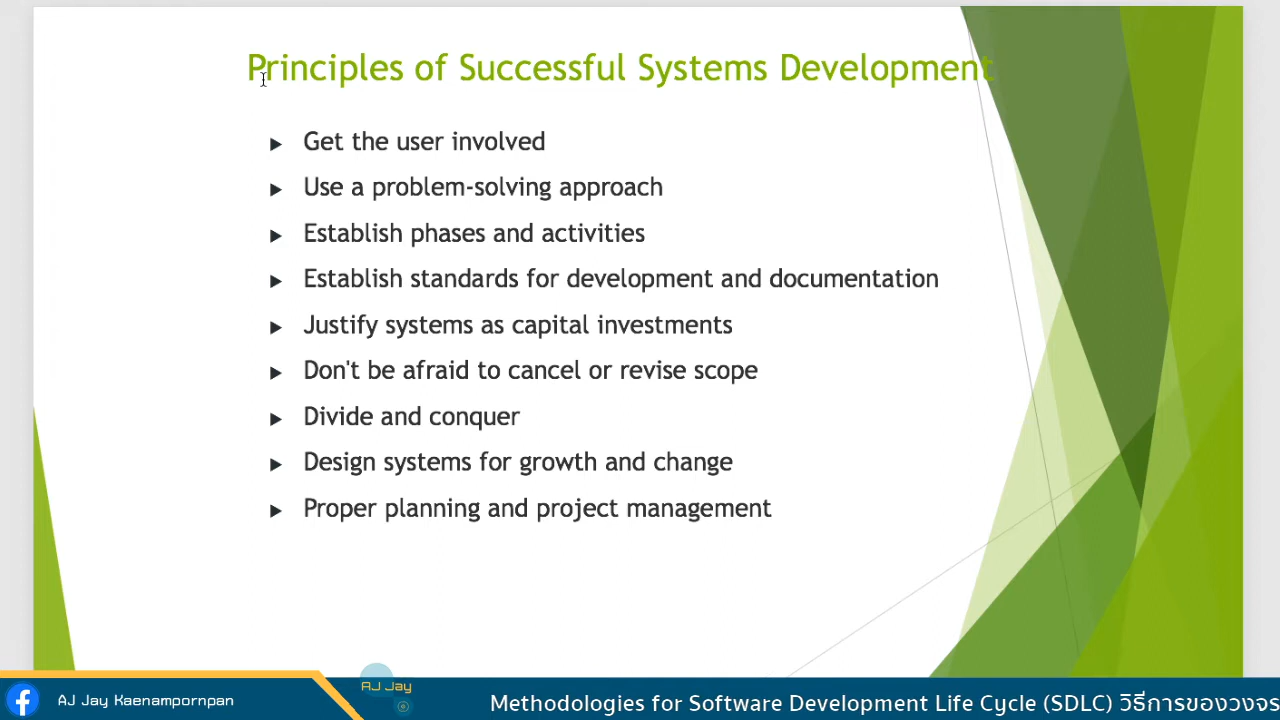 Principles of Successful Systems Development
Get the user involved
Use a problem-solving approach
Establish phases and activities
Establish standards for development and documentation
Justify systems as capital investments
Don't be afraid to cancel or revise scope
Divide and conquer
Design systems for growth and change
Proper planning and project management
AJ Jay Kaenampornpan
AJ Jay
Methodologies for Software Development Life Cycle (SDLC) วิธีการของวงจร